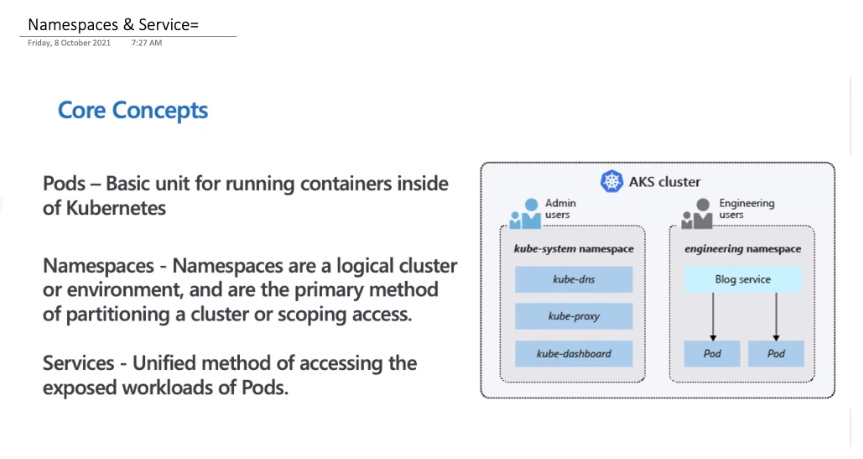 Namespaces & Service=
Friday, 8 October 2021 7:27 AM
Core Concepts
Pods – Basic unit for running containers inside
of Kubernetes
Namespaces - Namespaces are a logical cluster
or environment, and are the primary method
of partitioning a cluster or scoping access.
Services - Unified method of accessing the
exposed workloads of Pods.
AKS cluster
Admin
users
kube-system namespace
kube-dns
kube-proxy
kube-dashboard
Engineering
users
engineering namespace
Blog service
Pod Pod